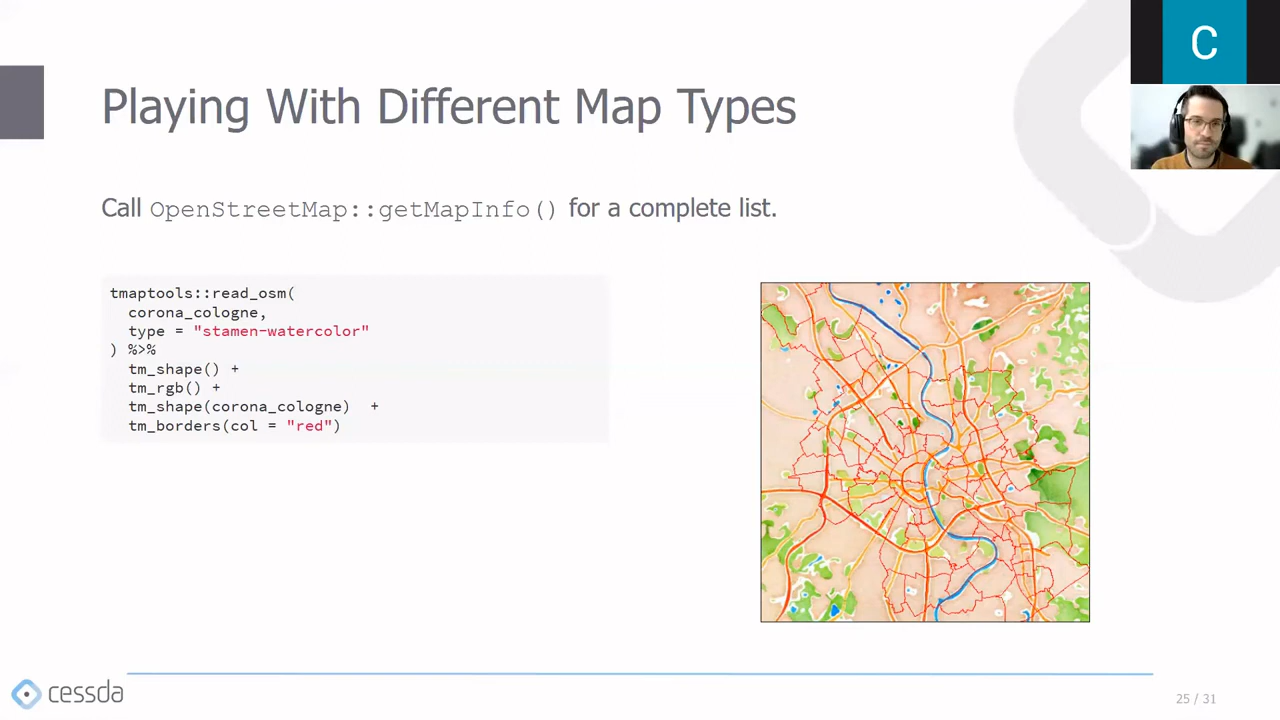 C
Playing With Different Map Types
Call OpenStreetMap::getMapInfo() for a complete list.
tmaptools::read_osm(
  corona_cologne,
  type = "stamen-watercolor"
) %>%
  tm_shape() +
  tm_rgb() +
  tm_shape(corona_cologne)  +
  tm_borders(col = "red")
cessda
25 / 31